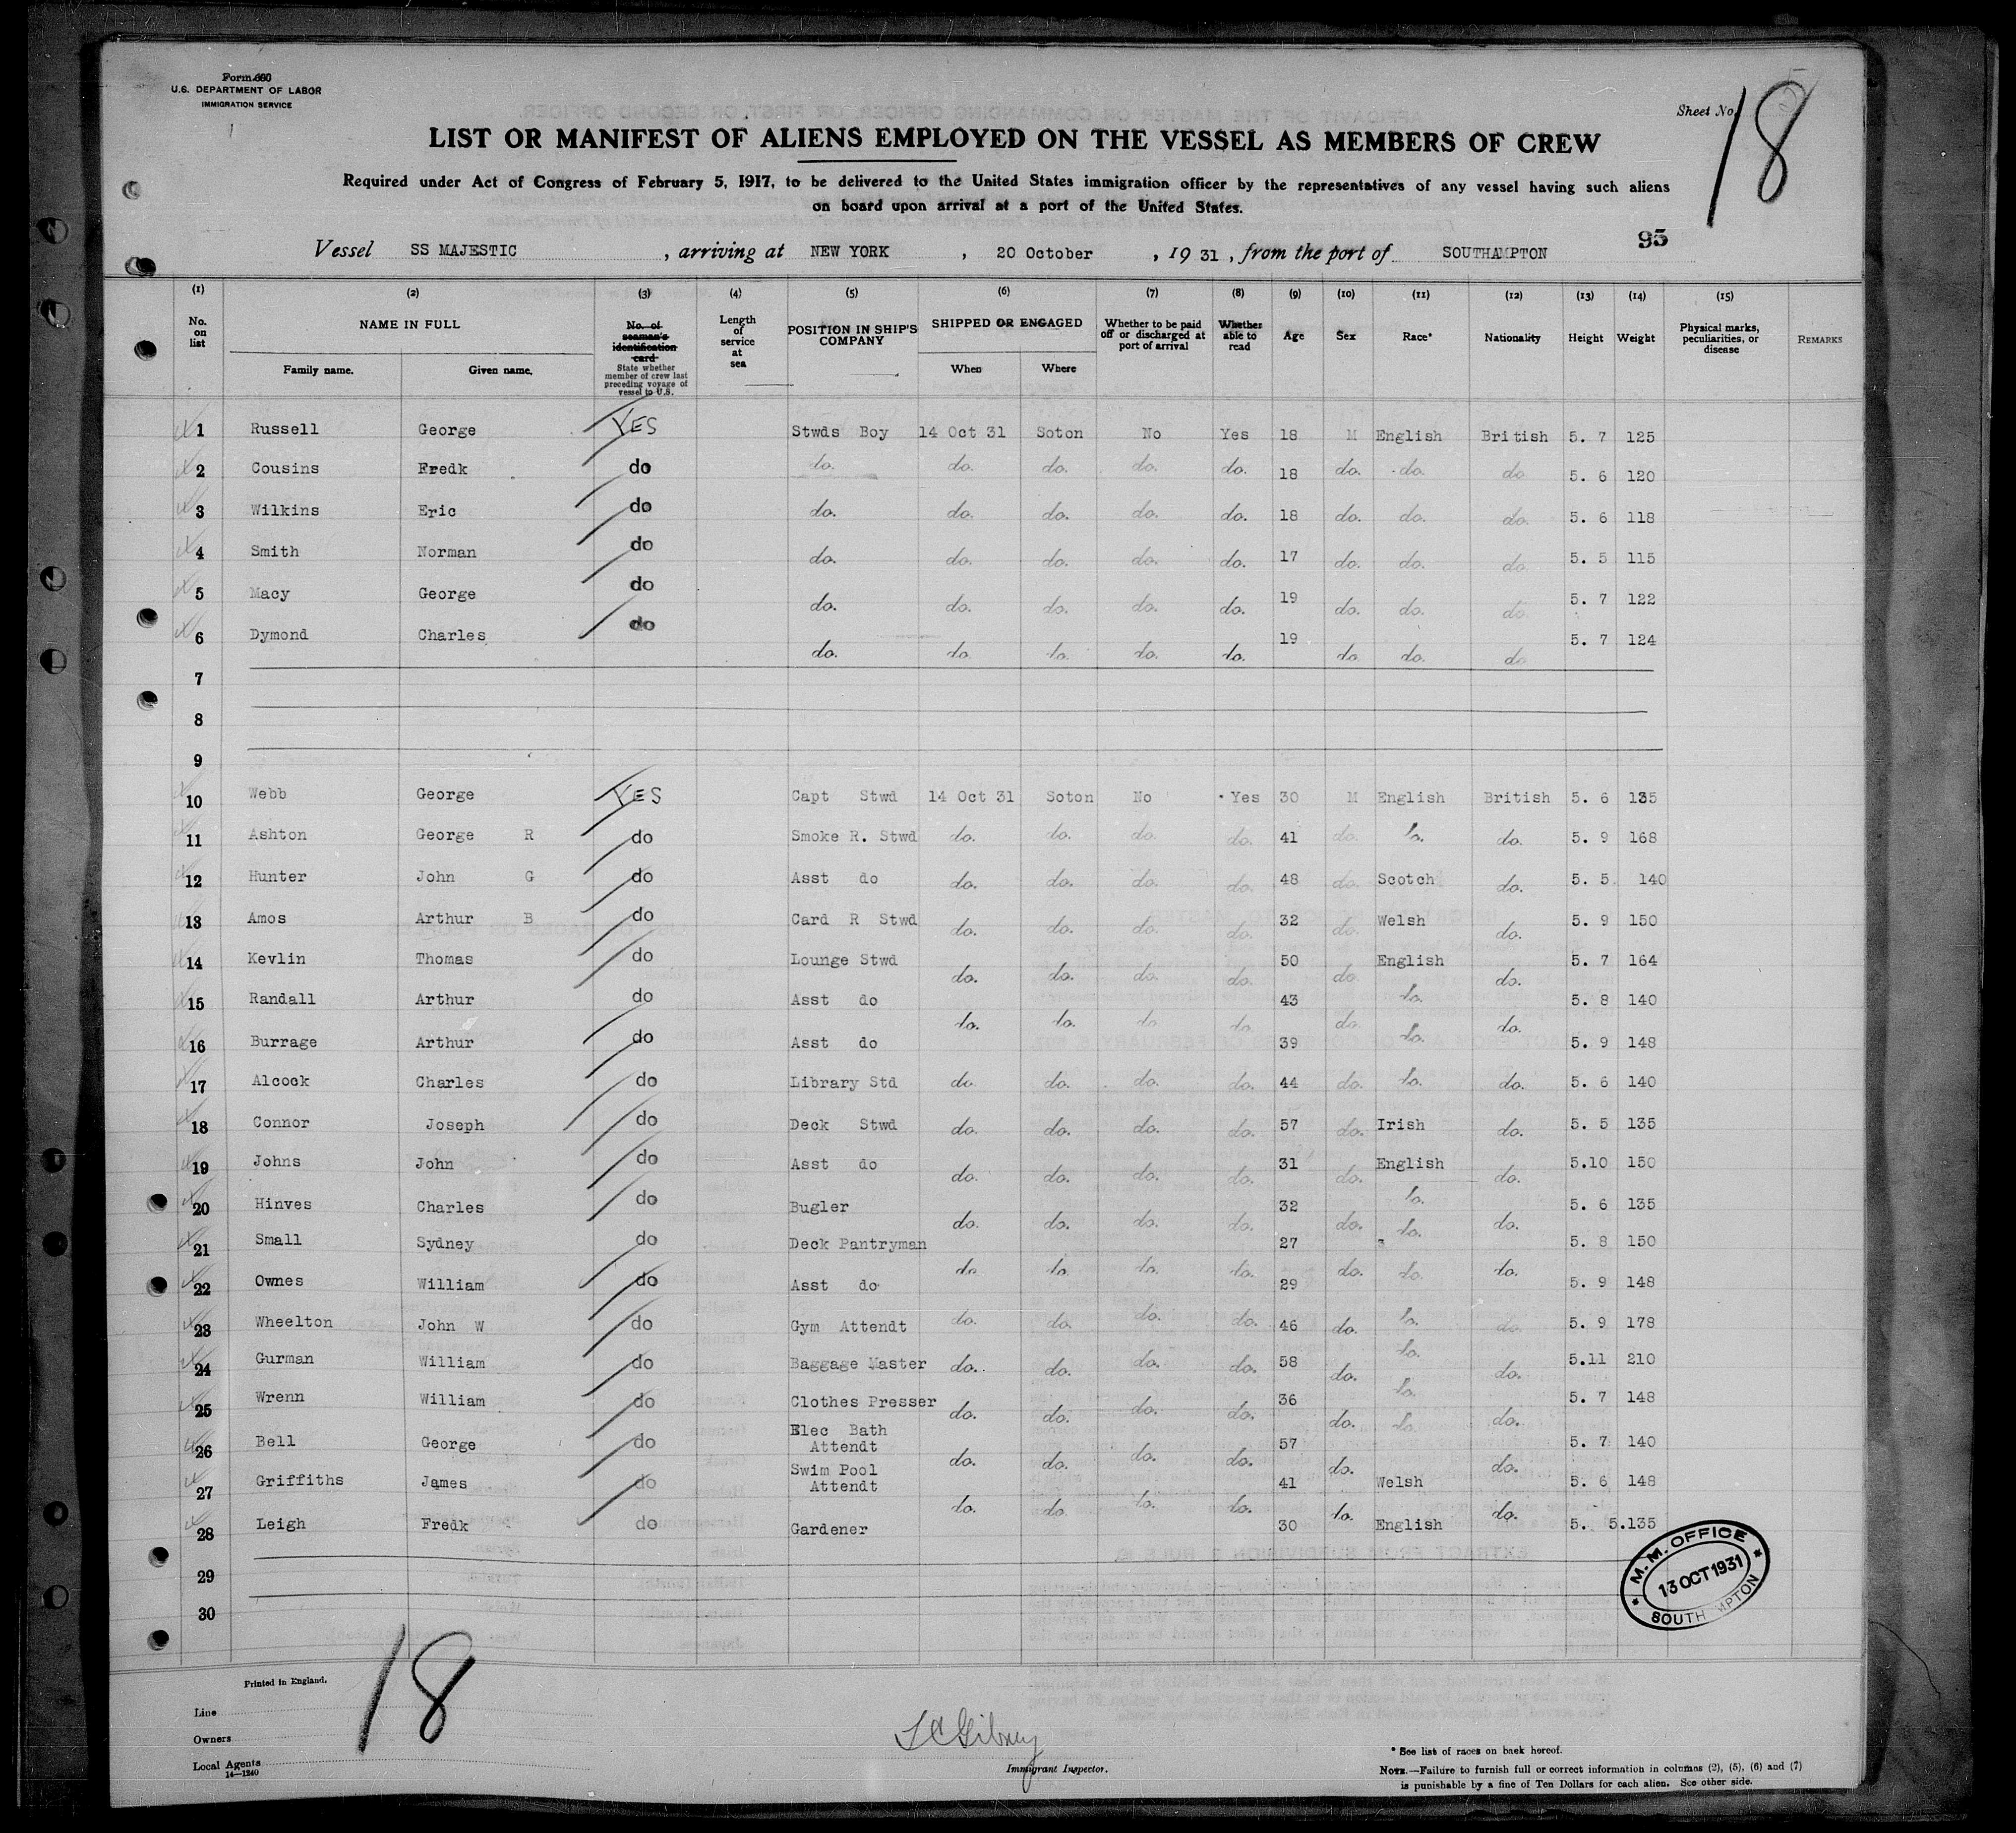 Form 680
U.S. DEPARTMENT OF LABOR
IMMIGRATION SERVICE
Sheet No. 18
LIST OR MANIFEST OF ALIENS EMPLOYED ON THE VESSEL AS MEMBERS OF CREW
Required under Act of Congress of February 5, 1917, to be delivered to the United States immigration officer by the representatives of any vessel having such aliens
on board upon arrival at a port of the United States.
95
Vessel SS MAJESTIC, arriving at NEW YORK, 20 October, 1931, from the port of SOUTHAMPTON
(1) (2) (3) (4) (5) (6) (7) (8) (9) (10) (11) (12) (13) (14) (15)
No. on list
NAME IN FULL
Family name. Given name.
No. of seaman's identification card
State whether member of crew last preceding voyage of vessel to U.S.
Length of service at sea
POSITION IN SHIP'S COMPANY
SHIPPED OR ENGAGED
When Where
Whether to be paid off or discharged at port of arrival
Whether able to read
Age
Sex
Race*
Nationality
Height
Weight
Physical marks, peculiarities, or disease
REMARKS
1 Russell George YES Stwds Boy 14 Oct 31 Soton No Yes 18 M English British 5. 7 125
2 Cousins Fredk do do. do. do. do. do. 18 do. do. do 5. 6 120
3 Wilkins Eric do do. do. do. do. do. 18 do. do. do. 5. 6 118
4 Smith Norman do do. do. do. do. do. 17 do. do. do. 5. 5 115
5 Macy George do do. do. do. do. do. 19 do. do. do. 5. 7 122
6 Dymond Charles do do. do. do. do. do. 19 do do. do 5. 7 124
7
8
9
10 Webb George YES Capt Stwd 14 Oct 31 Soton No Yes 30 M English British 5. 6 135
11 Ashton George R do Smoke R. Stwd do. do. do. do. 41 do. do. do. 5. 9 168
12 Hunter John G do Asst do do. do. do. do. 48 do. Scotch do. 5. 5. 140
13 Amos Arthur B do Card R Stwd do. do. do. do. 32 do. Welsh do. 5. 9 150
14 Kevlin Thomas do Lounge Stwd do. do. do. do. 50 do English do. 5. 7 164
15 Randall Arthur do Asst do do. do. do do. 43 do. do. do. 5. 8 140
16 Burrage Arthur do Asst do 39 do. 5. 9 148
17 Alcock Charles do Library Std do. do. do. do. 44 do. do. do. 5. 6 140
18 Connor Joseph do Deck Stwd do. do. do. do. 57 do. Irish do. 5. 5 135
19 Johns John do Asst do do. do. do. do. 31 do. English do. 5.10 150
20 Hinves Charles do Bugler do. do. do. do. 32 do. do. do. 5. 6 135
21 Small Sydney do Deck Pantryman do do do. do. 27 do. do. do. 5. 8 150
22 Ownes William do Asst do 29 do. 5. 9 148
23 Wheelton John W do Gym Attendt do. do. do. do. 46 do. do. do. 5. 9 178
24 Gurman William do Baggage Master do. do. do. do. 58 do. do. do. 5.11 210
25 Wrenn William do Clothes Presser do. do. do. do. 36 do. do. do. 5. 7 148
26 Bell George do Elec Bath Attendt do. do. do. do. 57 do. do. do. 5. 7 140
27 Griffiths James do Swim Pool Attendt do. do. do. do. 41 do. Welsh do. 5. 6 148
28 Leigh Fredk do Gardener 30 English 5. 5.135
29
30
M.M. OFFICE
13 OCT 1931
SOUTHAMPTON
Printed in England.
18
Line
Owners
Local Agents
14—1240
Immigrant Inspector.
* See list of races on back hereof.
NOTE.—Failure to furnish full or correct information in columns (2), (5), (6) and (7)
is punishable by a fine of Ten Dollars for each alien. See other side.